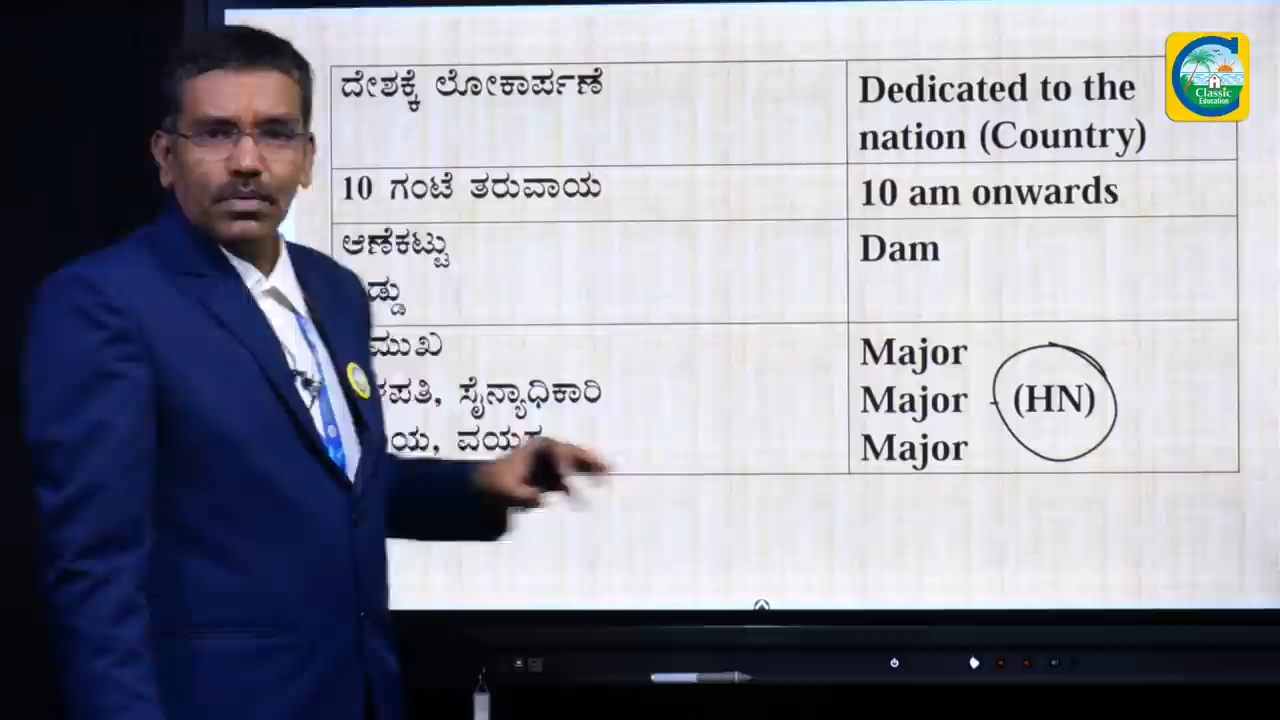 ದೇಶಕ್ಕೆ ಲೋಕಾರ್ಪಣೆ
Dedicated to the
nation (Country)
10 ಗಂಟೆ ತರುವಾಯ
10 am onwards
ಆಣೆಕಟ್ಟು
Dam
Major
ಸೈನ್ಯಾಧಿಕಾರಿ
Major - (HN)
Major
Classic
Education